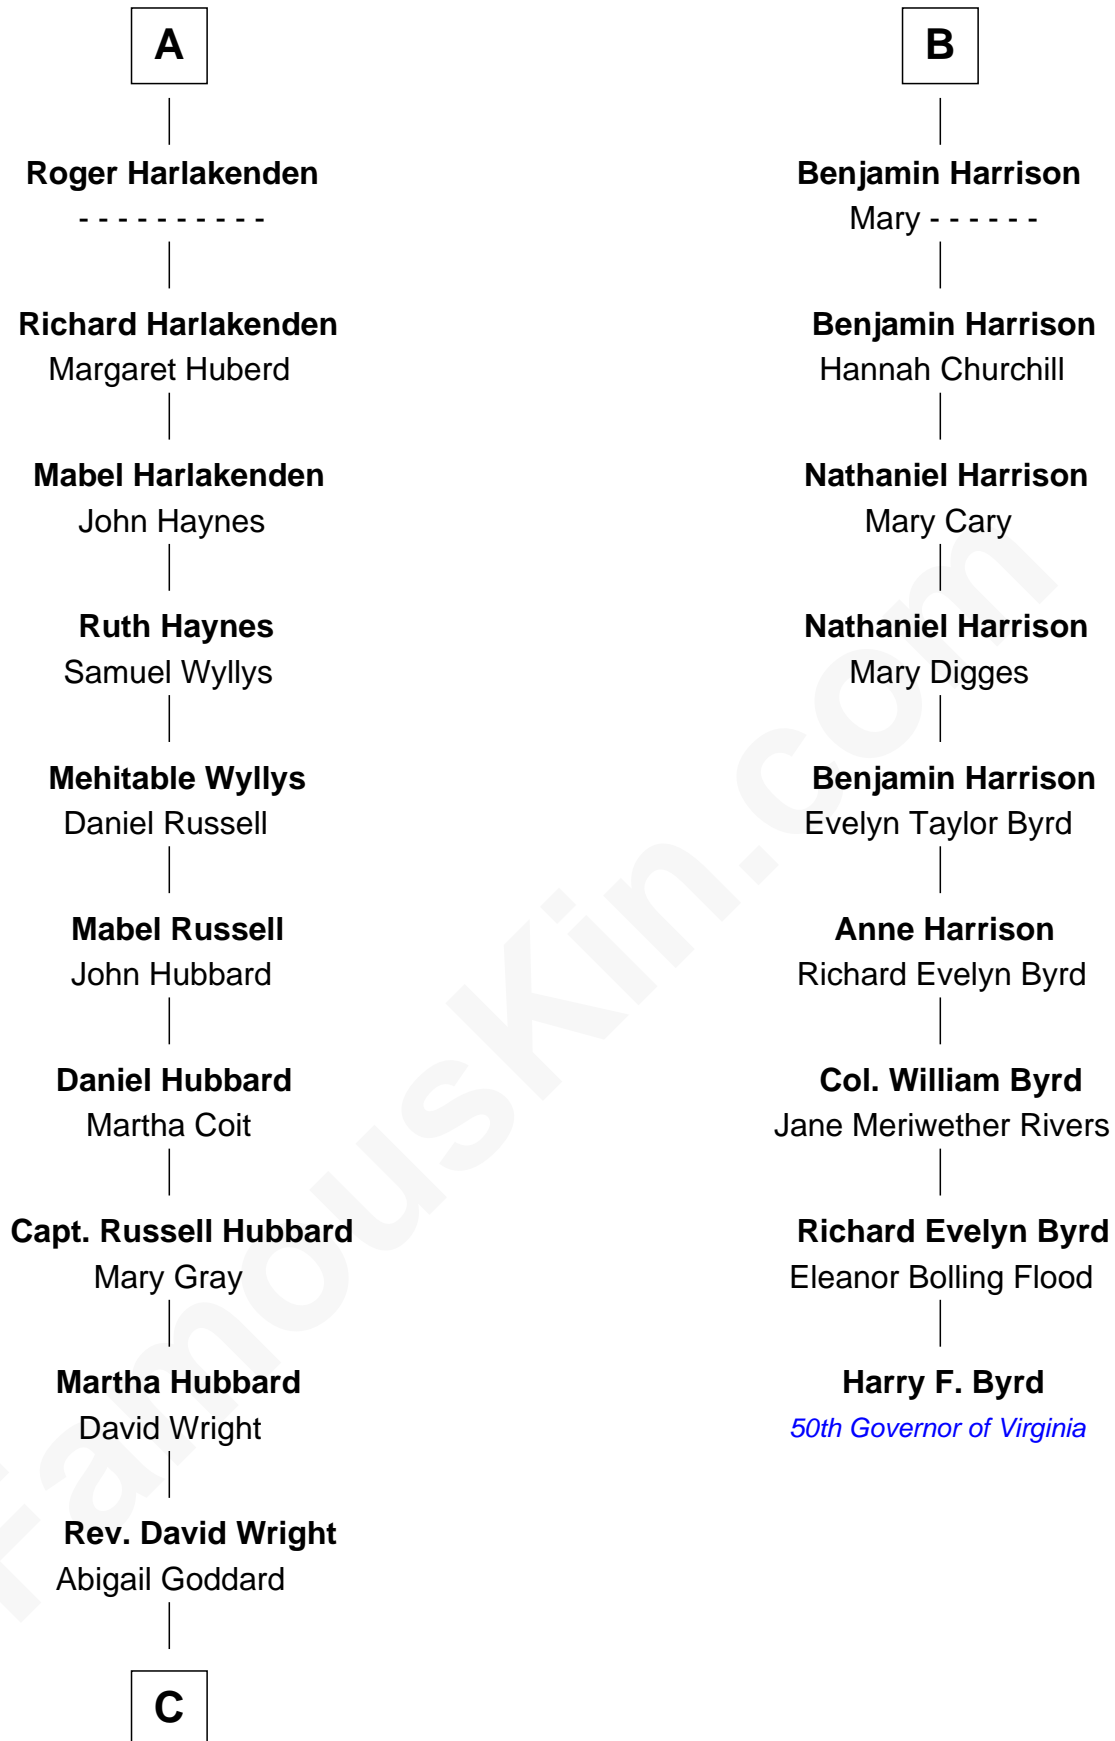 A
Roger Harlakenden
- - - - - - - - - -
Richard Harlakenden
Margaret Huberd
Mabel Harlakenden
John Haynes
Ruth Haynes
Samuel Wyllys
Mehitable Wyllys
Daniel Russell
Mabel Russell
John Hubbard
Daniel Hubbard
Martha Coit
Capt. Russell Hubbard
Mary Gray
Martha Hubbard
David Wright
Rev. David Wright
Abigail Goddard
C
B
Benjamin Harrison
Mary - - - - - -
Benjamin Harrison
Hannah Churchill
Nathaniel Harrison
Mary Cary
Nathaniel Harrison
Mary Digges
Benjamin Harrison
Evelyn Taylor Byrd
Anne Harrison
Richard Evelyn Byrd
Col. William Byrd
Jane Meriwether Rivers
Richard Evelyn Byrd
Eleanor Bolling Flood
Harry F. Byrd
50th Governor of Virginia
FamousKin.com